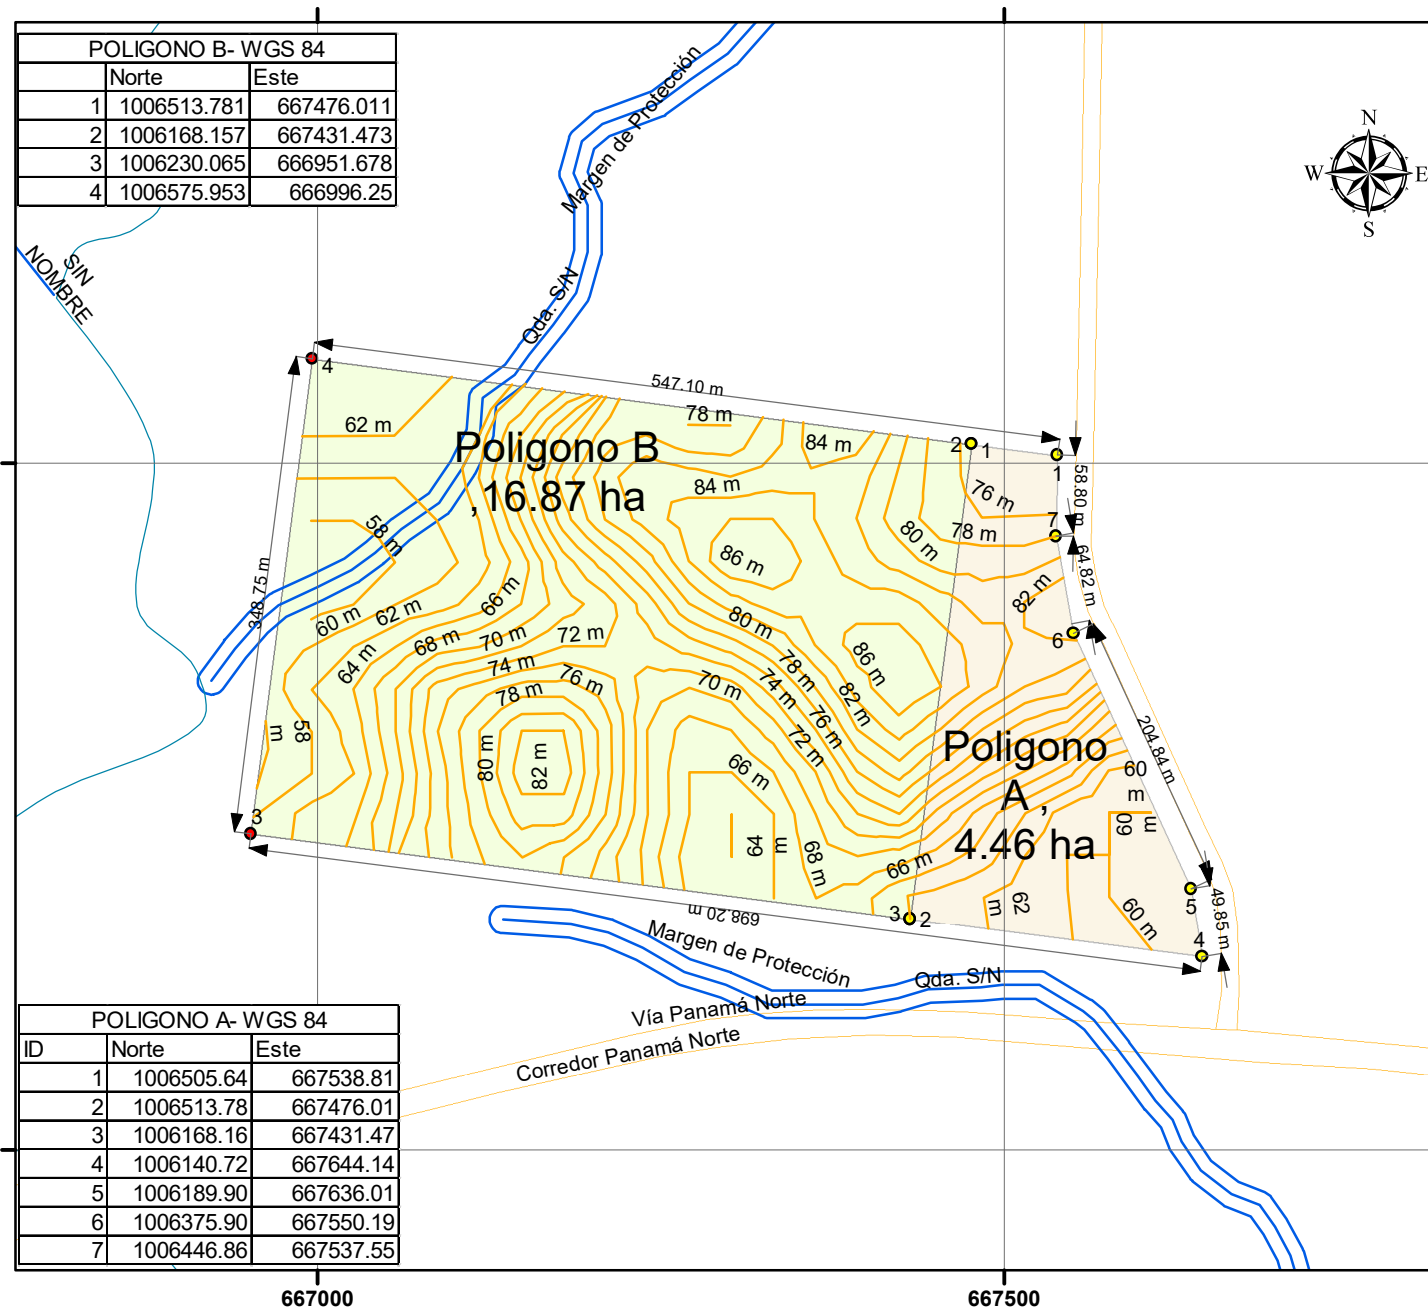 POLIGONO B- WGS 84
Norte Este
1 1006513.781 667476.011
2 1006168.157 667431.473
3 1006230.065 666951.678
4 1006575.953 666996.25
N
W E
S
Margen de Protección
Qda. S/N
SIN
NOMBRE
4
547.10 m
62 m
78 m
84 m
2 1
1
Poligono B
,16.87 ha
84 m
76 m
58.80 m
7
78 m
80 m
58 m
86 m
64.82 m
348.75 m
66 m
82 m
60 m
62 m
80 m
6
68 m
70 m
72 m
64 m
74 m
76 m
78 m
70 m
78 m
74 m
86 m
82 m
58
m
76 m
72 m
204.84 m
80 m
82 m
66 m
Poligono
A ,
4.46 ha
60
m
60
m
3
64
m
68 m
66 m
62
m
60 m
5
49.85 m
4
3 2
698.20 m
Margen de Protección
Qda. S/N
Vía Panamá Norte
Corredor Panamá Norte
POLIGONO A- WGS 84
ID Norte Este
1 1006505.64 667538.81
2 1006513.78 667476.01
3 1006168.16 667431.47
4 1006140.72 667644.14
5 1006189.90 667636.01
6 1006375.90 667550.19
7 1006446.86 667537.55
667000 667500